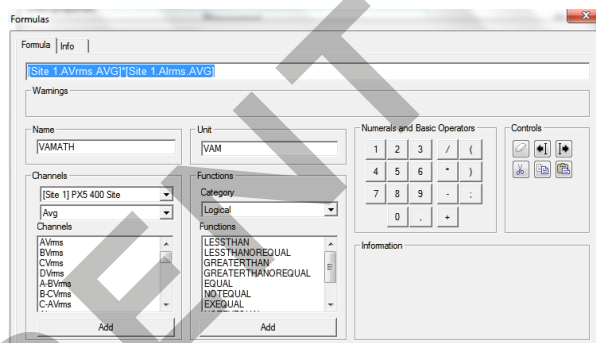 Formulas
Formula Info
[Site 1.AVrms.AVG]*[Site 1.AIrms.AVG]
Warnings
Name
VAMATH
Unit
VAM
Numerals and Basic Operators
1 2 3 / (
4 5 6 * )
7 8 9 - ;
0 . +
Controls
Channels
[Site 1] PX5 400 Site
Avg
Channels
AVrms
BVrms
CVrms
DVrms
A-BVrms
B-CVrms
C-AVrms
Add
Functions
Category
Logical
Functions
LESSTHAN
LESSTHANOREQUAL
GREATERTHAN
GREATERTHANOREQUAL
EQUAL
NOTEQUAL
EXEQUAL
Add
Information